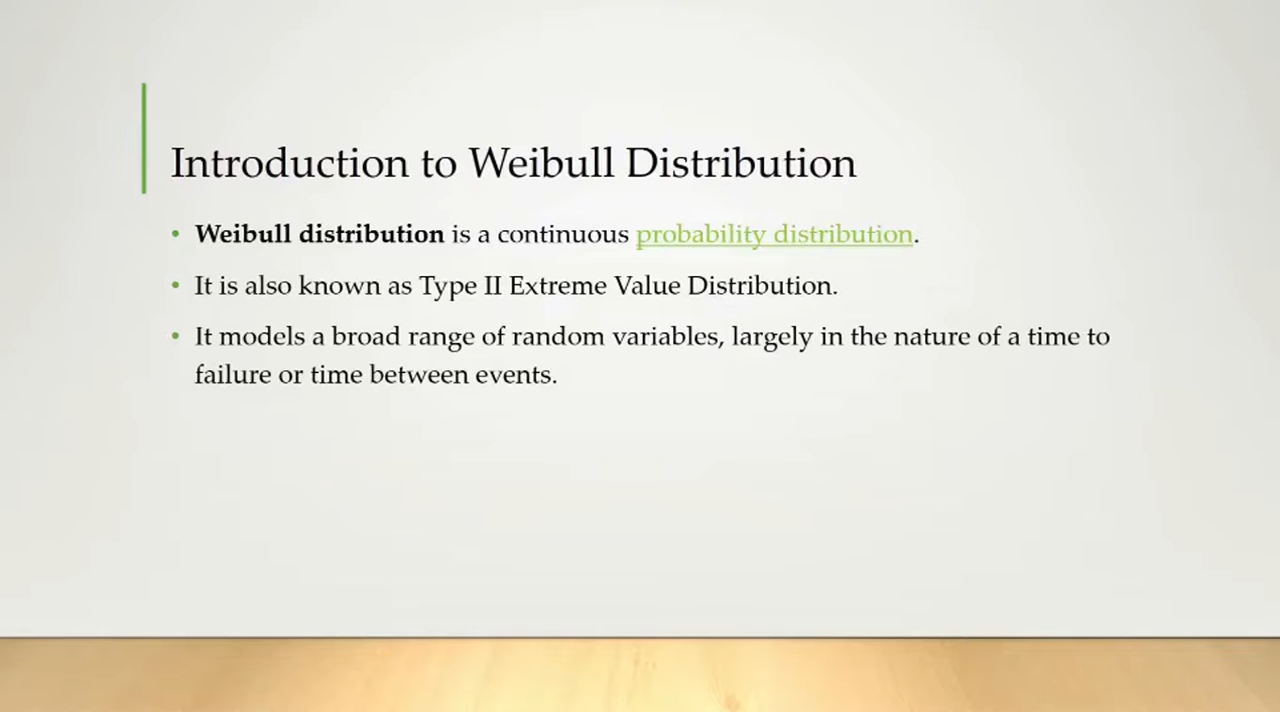 Introduction to Weibull Distribution
• Weibull distribution is a continuous probability distribution.
• It is also known as Type II Extreme Value Distribution.
• It models a broad range of random variables, largely in the nature of a time to
failure or time between events.